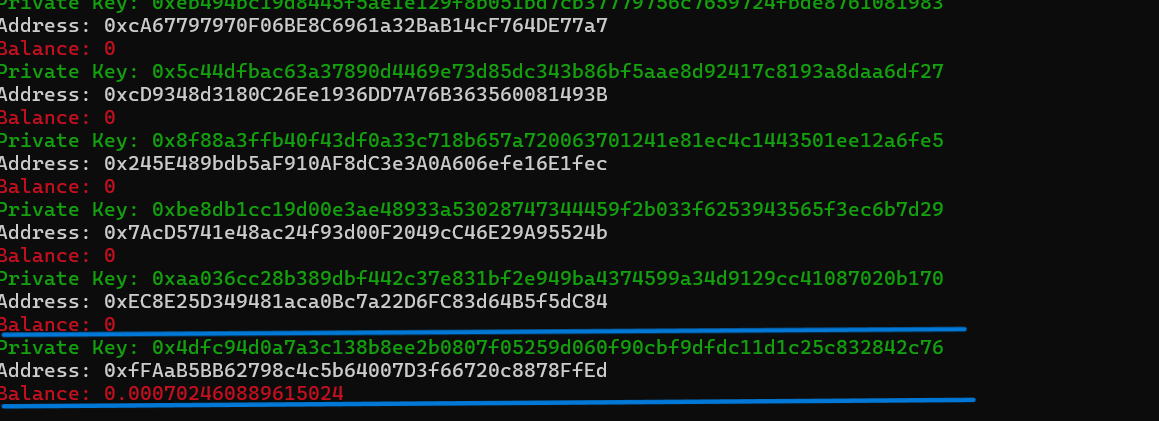 Private Key: 0xeb494bc19d8445f5ae1e129f8b051bd7cb37779756c7659724fbde8761081983
Address: 0xcA67797970F06BE8C6961a32BaB14cF764DE77a7
Balance: 0
Private Key: 0x5c44dfbac63a37890d4469e73d85dc343b86bf5aae8d92417c8193a8daa6df27
Address: 0xcD9348d3180C26Ee1936DD7A76B363560081493B
Balance: 0
Private Key: 0x8f88a3ffb40f43df0a33c718b657a720063701241e81ec4c1443501ee12a6fe5
Address: 0x245E489bdb5aF910AF8dC3e3A0A606efe16E1fec
Balance: 0
Private Key: 0xbe8db1cc19d00e3ae48933a53028747344459f2b033f6253943565f3ec6b7d29
Address: 0x7AcD5741e48ac24f93d00F2049cC46E29A95524b
Balance: 0
Private Key: 0xaa036cc28b389dbf442c37e831bf2e949ba4374599a34d9129cc41087020b170
Address: 0xEC8E25D349481aca0Bc7a22D6FC83d64B5f5dC84
Balance: 0
Private Key: 0x4dfc94d0a7a3c138b8ee2b0807f05259d060f90cbf9dfdc11d1c25c832842c76
Address: 0xfFAaB5BB62798c4c5b64007D3f66720c8878FfEd
Balance: 0.000702460889615024